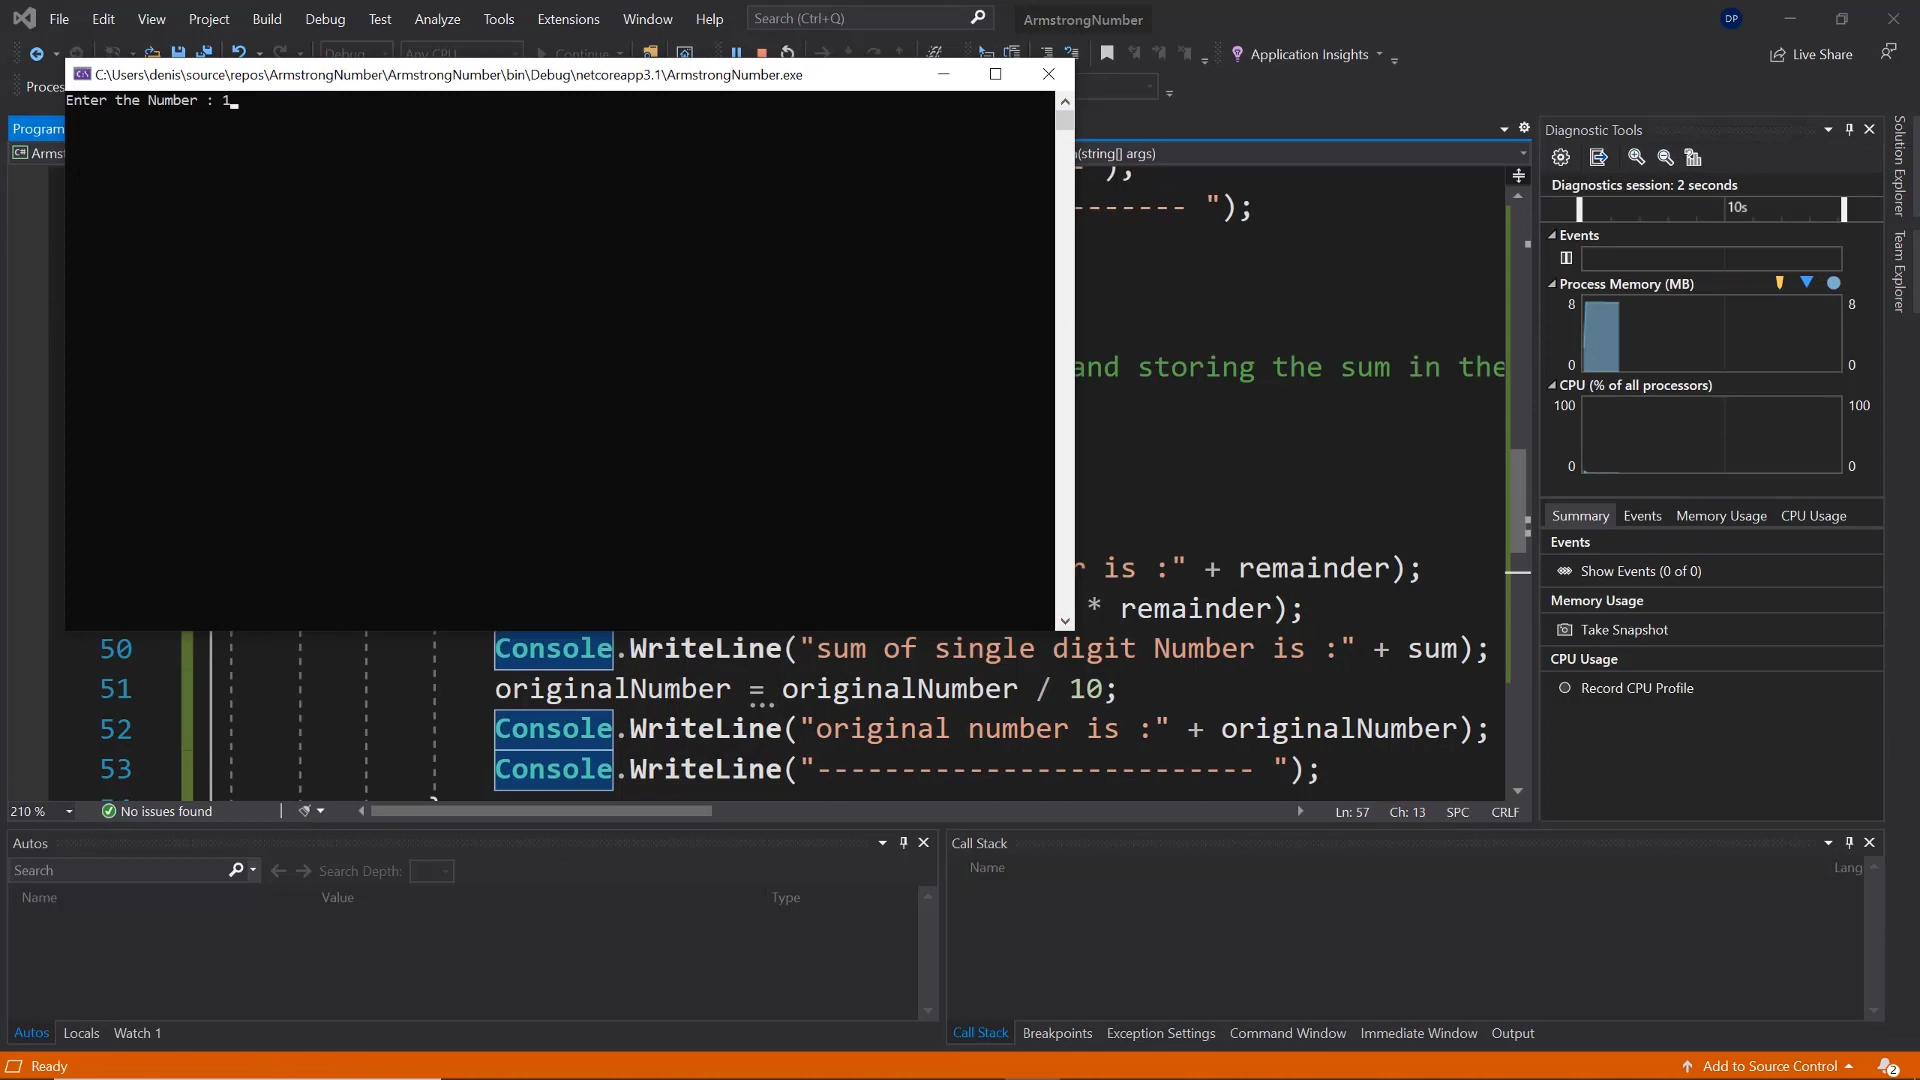 File Edit View Project Build Debug Test Analyze Tools Extensions Window Help Search (Ctrl+Q) ArmstrongNumber DP
Debug Any CPU Continue Application Insights Live Share
C:\Users\denis\source\repos\ArmstrongNumber\ArmstrongNumber\bin\Debug\netcoreapp3.1\ArmstrongNumber.exe
Proces
Enter the Number : 1
Program
Armst
(string[] args)
");
------- ");
and storing the sum in the
r is :" + remainder);
* remainder);
50 Console.WriteLine("sum of single digit Number is :" + sum);
51 originalNumber = originalNumber / 10;
52 Console.WriteLine("original number is :" + originalNumber);
53 Console.WriteLine("-------------------------- ");
210 % No issues found Ln: 57 Ch: 13 SPC CRLF
Diagnostic Tools
Diagnostics session: 2 seconds
10s
Events
Process Memory (MB)
8 8
0 0
CPU (% of all processors)
100 100
0 0
Summary Events Memory Usage CPU Usage
Events
Show Events (0 of 0)
Memory Usage
Take Snapshot
CPU Usage
Record CPU Profile
Solution Explorer
Team Explorer
Autos
Search Search Depth:
Name Value Type
Autos Locals Watch 1
Call Stack
Name Lang
Call Stack Breakpoints Exception Settings Command Window Immediate Window Output
Ready Add to Source Control 2